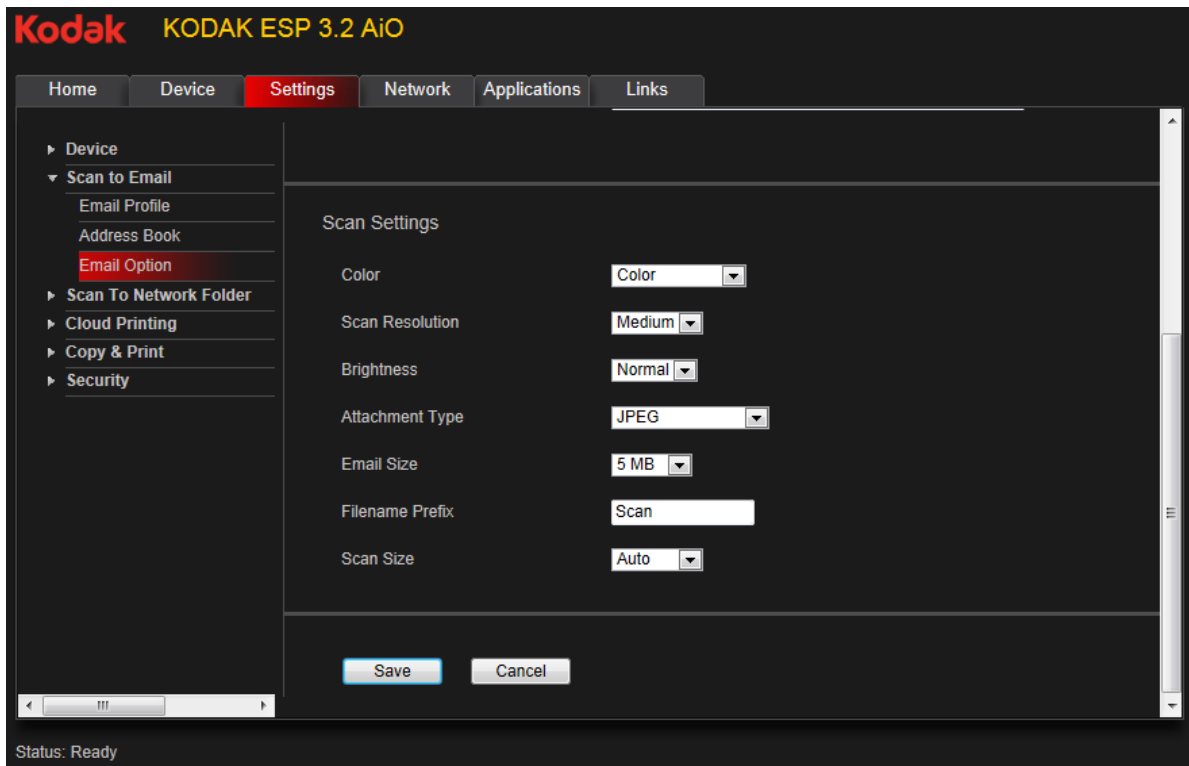 Kodak KODAK ESP 3.2 AiO
Home Device Settings Network Applications Links
Device
Scan to Email
Email Profile
Address Book
Email Option
Scan To Network Folder
Cloud Printing
Copy & Print
Security
Scan Settings
Color Color
Scan Resolution Medium
Brightness Normal
Attachment Type JPEG
Email Size 5 MB
Filename Prefix Scan
Scan Size Auto
Save Cancel
Status: Ready